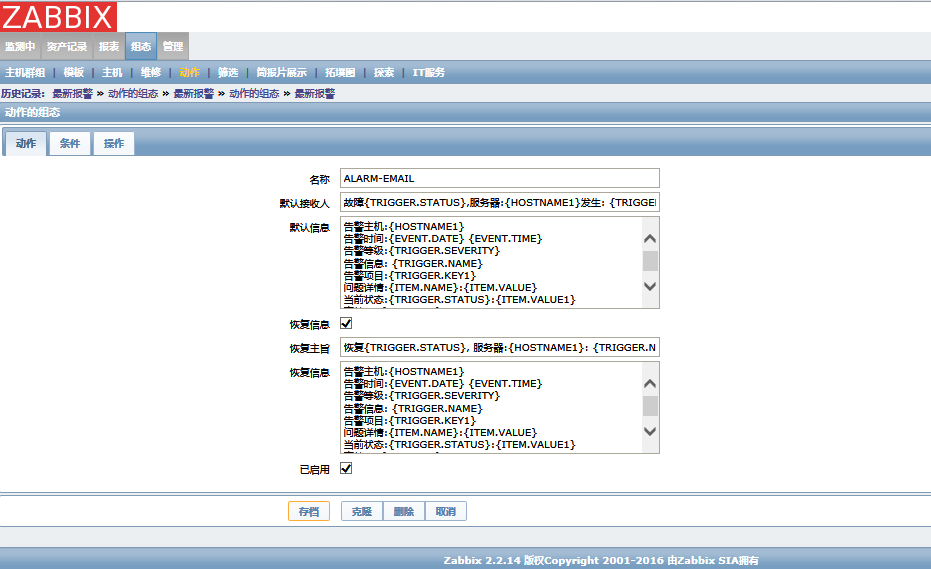 ZABBIX
监测中 资产记录 报表 组态 管理
主机群组 | 模板 | 主机 | 维修 | 动作 | 筛选 | 简报片展示 | 拓墣图 | 探索 | IT服务
历史记录: 最新报警 » 动作的组态 » 最新报警 » 动作的组态 » 最新报警
动作的组态
动作 条件 操作
名称 ALARM-EMAIL
默认接收人 故障{TRIGGER.STATUS},服务器:{HOSTNAME1}发生: {TRIGGE
默认信息
告警主机:{HOSTNAME1}
告警时间:{EVENT.DATE} {EVENT.TIME}
告警等级:{TRIGGER.SEVERITY}
告警信息: {TRIGGER.NAME}
告警项目:{TRIGGER.KEY1}
问题详情:{ITEM.NAME}:{ITEM.VALUE}
当前状态:{TRIGGER.STATUS}:{ITEM.VALUE1}
恢复信息
恢复主旨 恢复{TRIGGER.STATUS}, 服务器:{HOSTNAME1}: {TRIGGER.N
恢复信息
告警主机:{HOSTNAME1}
告警时间:{EVENT.DATE} {EVENT.TIME}
告警等级:{TRIGGER.SEVERITY}
告警信息: {TRIGGER.NAME}
告警项目:{TRIGGER.KEY1}
问题详情:{ITEM.NAME}:{ITEM.VALUE}
当前状态:{TRIGGER.STATUS}:{ITEM.VALUE1}
已启用
存档 克隆 删除 取消
Zabbix 2.2.14 版权Copyright 2001-2016 由Zabbix SIA拥有